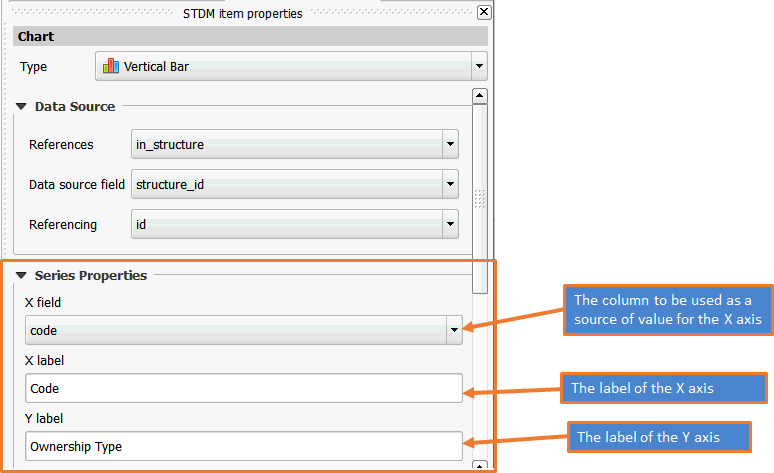 STDM item properties
Chart
Type Vertical Bar
Data Source
References in_structure
Data source field structure_id
Referencing id
Series Properties
X field
code
The column to be used as a
source of value for the X axis
X label
Code
The label of the X axis
Y label
Ownership Type
The label of the Y axis